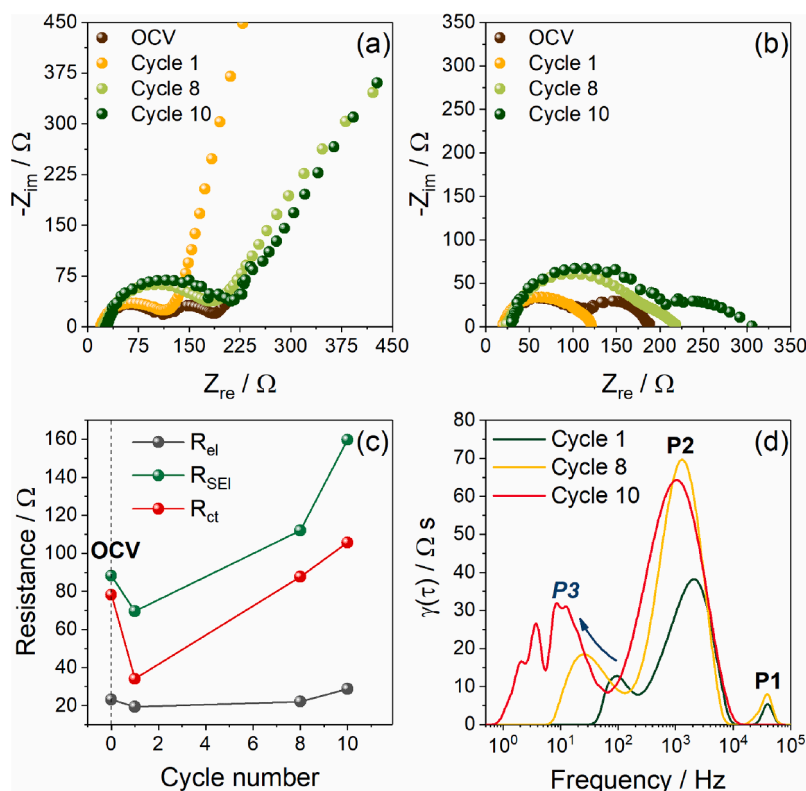 (a)
OCV
Cycle 1
Cycle 8
Cycle 10
-Z_im / Ω
450
375
300
225
150
75
0
0 75 150 225 300 375 450
Z_re / Ω
(b)
OCV
Cycle 1
Cycle 8
Cycle 10
-Z_im / Ω
350
300
250
200
150
100
50
0
0 50 100 150 200 250 300 350
Z_re / Ω
(c)
R_el
R_SEI
R_ct
OCV
Resistance / Ω
160
140
120
100
80
60
40
20
0 2 4 6 8 10
Cycle number
(d)
Cycle 1
Cycle 8
Cycle 10
P2
P3
P1
γ(τ) / Ω s
80
70
60
50
40
30
20
10
0
10^0 10^1 10^2 10^3 10^4 10^5
Frequency / Hz